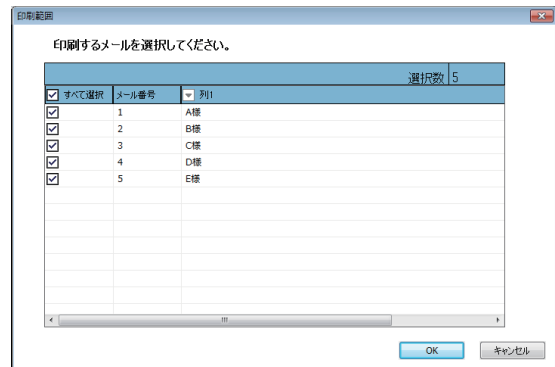 印刷範囲
印刷するメールを選択してください。
選択数 5
すべて選択 メール番号 列1
1 A様
2 B様
3 C様
4 D様
5 E様
OK キャンセル